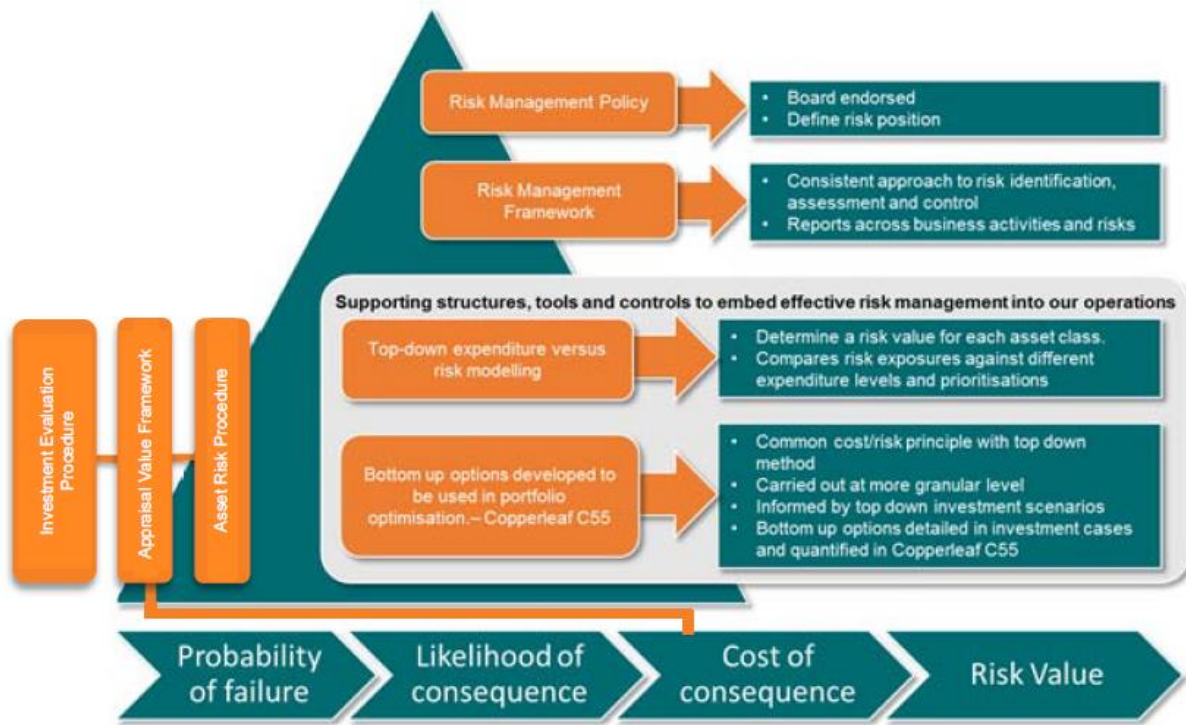 Risk Management Policy
• Board endorsed
• Define risk position
Risk Management
Framework
• Consistent approach to risk identification,
assessment and control
• Reports across business activities and risks
Supporting structures, tools and controls to embed effective risk management into our operations
Top-down expenditure versus
risk modelling
• Determine a risk value for each asset class.
• Compares risk exposures against different
expenditure levels and prioritisations
Bottom up options developed to
be used in portfolio
optimisation.– Copperleaf C55
• Common cost/risk principle with top down
method
• Carried out at more granular level
• Informed by top down investment scenarios
• Bottom up options detailed in investment cases
and quantified in Copperleaf C55
Investment Evaluation
Procedure
Appraisal Value Framework
Asset Risk Procedure
Probability
of failure
Likelihood of
consequence
Cost of
consequence
Risk Value